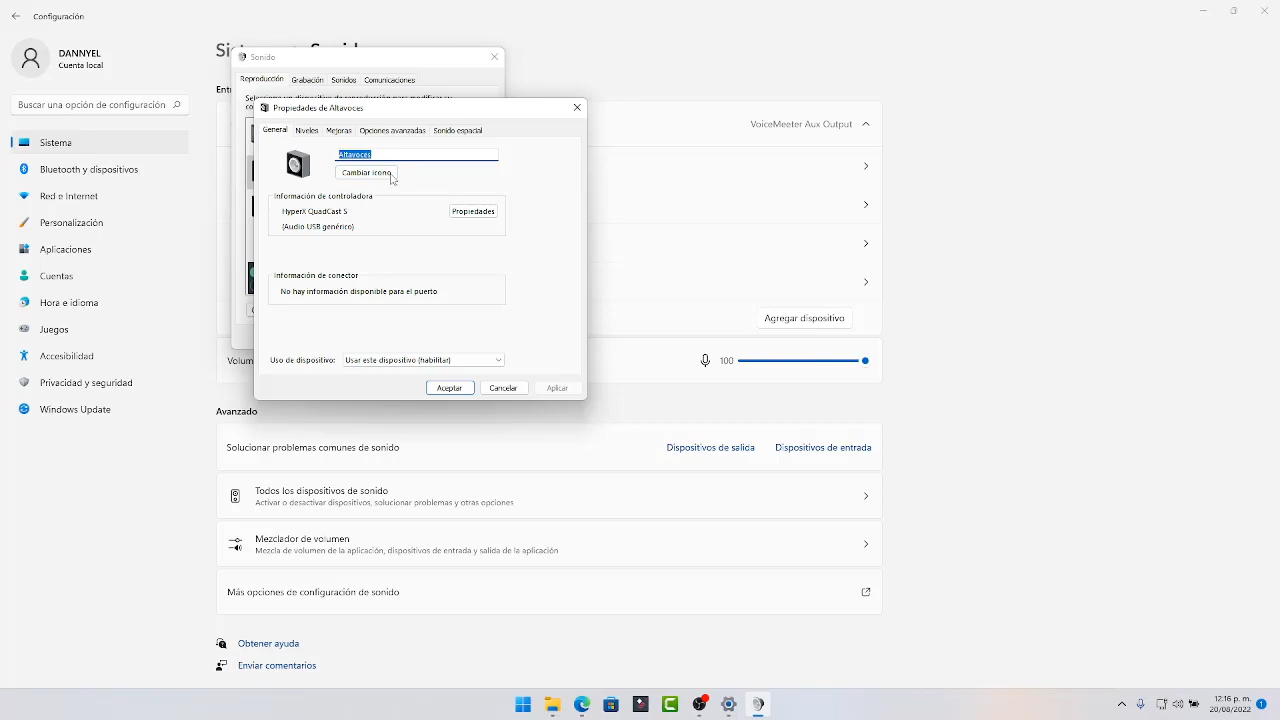 Configuración
DANNYEL
Cuenta local
Buscar una opción de configuración
Sistema
Bluetooth y dispositivos
Red e Internet
Personalización
Aplicaciones
Cuentas
Hora e idioma
Juegos
Accesibilidad
Privacidad y seguridad
Windows Update
Sonido
Reproducción Grabación Sonidos Comunicaciones
Propiedades de Altavoces
General Niveles Mejoras Opciones avanzadas Sonido espacial
Altavoces
Cambiar icono
Información de controladora
HyperX QuadCast S
(Audio USB genérico)
Propiedades
Información de conector
No hay información disponible para el puerto
Uso de dispositivo: Usar este dispositivo (habilitar)
Aceptar Cancelar Aplicar
VoiceMeeter Aux Output
Agregar dispositivo
100
Avanzado
Solucionar problemas comunes de sonido Dispositivos de salida Dispositivos de entrada
Todos los dispositivos de sonido
Activar o desactivar dispositivos, solucionar problemas y otras opciones
Mezclador de volumen
Mezcla de volumen de la aplicación, dispositivos de entrada y salida de la aplicación
Más opciones de configuración de sonido
Obtener ayuda
Enviar comentarios
12:16 p. m.
20/08/2022
1